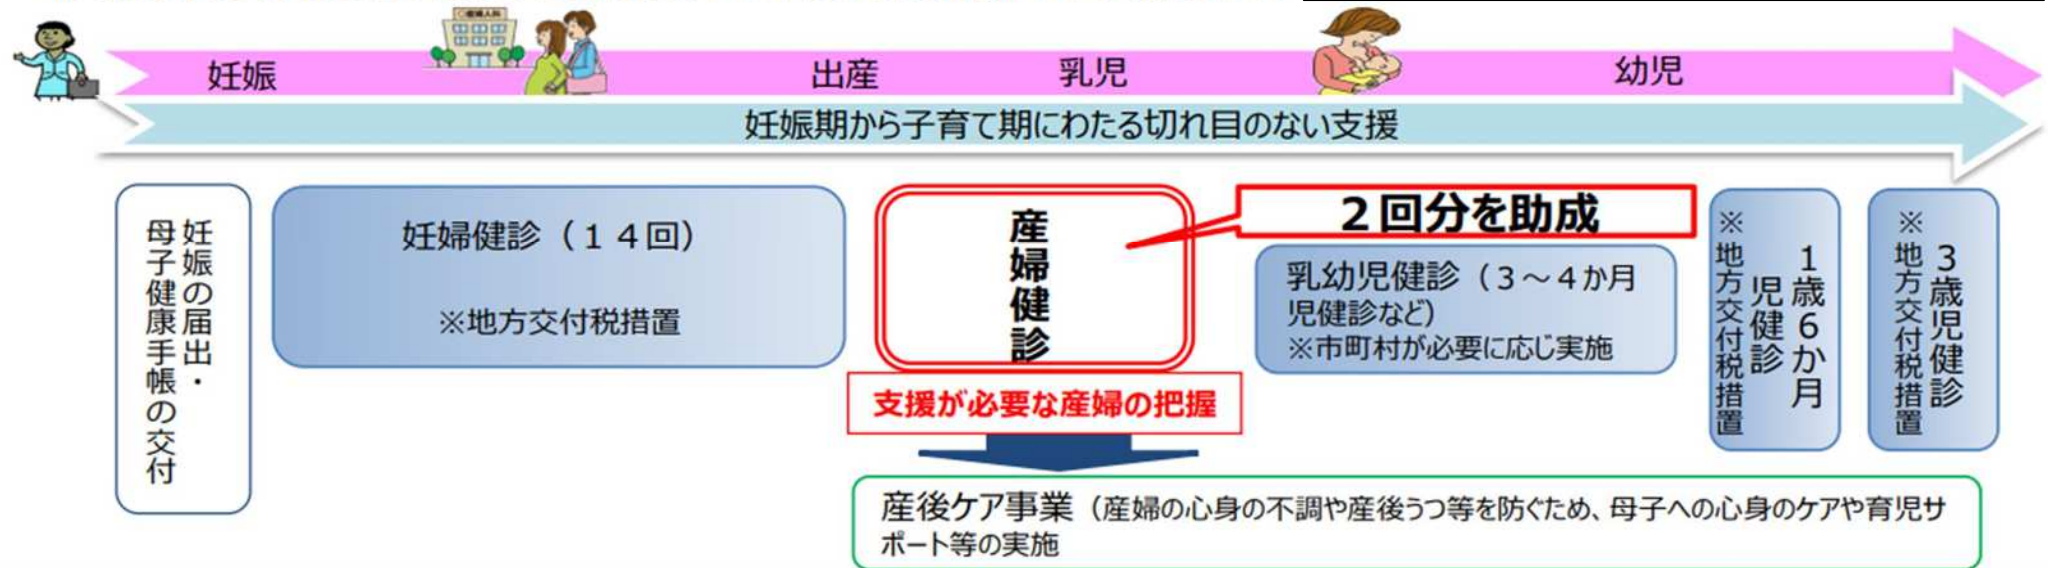 産婦人科
妊娠
出産
乳児
幼児
妊娠期から子育て期にわたる切れ目のない支援
妊娠の届出・
母子健康手帳の交付
妊婦健診（１４回）
※地方交付税措置
産婦健診
２回分を助成
支援が必要な産婦の把握
乳幼児健診（３～４か月
児健診など）
※市町村が必要に応じ実施
１歳６か月
児健診
※地方交付税措置
３歳児健診
※地方交付税措置
産後ケア事業（産婦の心身の不調や産後うつ等を防ぐため、母子への心身のケアや育児サ
ポート等の実施